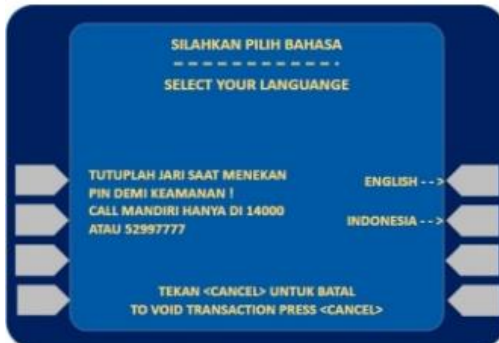 SILAHKAN PILIH BAHASA
- - - - - - - - - - - - -
SELECT YOUR LANGUANGE
TUTUPLAH JARI SAAT MENEKAN
PIN DEMI KEAMANAN !
CALL MANDIRI HANYA DI 14000
ATAU 52997777
ENGLISH - - >
INDONESIA - - >
TEKAN <CANCEL> UNTUK BATAL
TO VOID TRANSACTION PRESS <CANCEL>